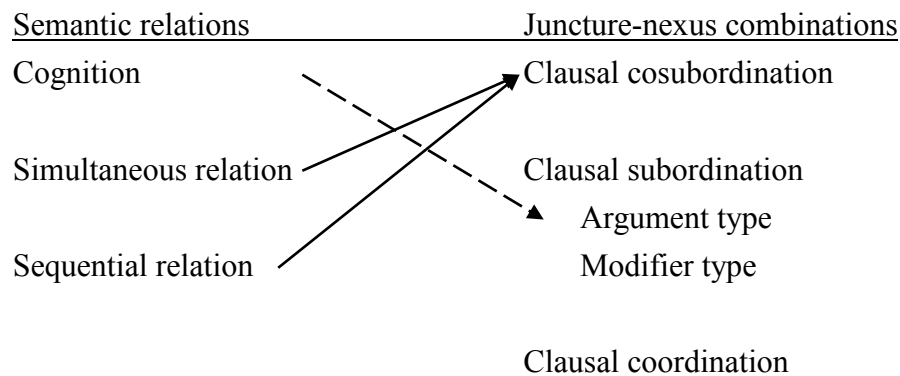 Semantic relations Juncture-nexus combinations
Cognition Clausal cosubordination
Simultaneous relation Clausal subordination
Argument type
Sequential relation Modifier type
Clausal coordination